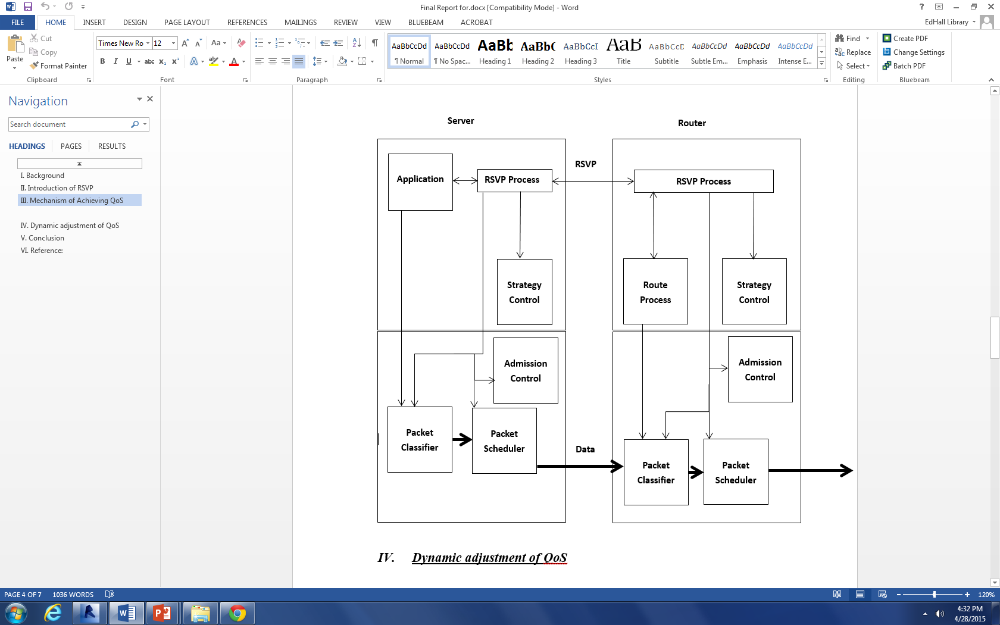 Final Report for.docx [Compatibility Mode] - Word
FILE HOME INSERT DESIGN PAGE LAYOUT REFERENCES MAILINGS REVIEW VIEW BLUEBEAM ACROBAT EdHall Library
Paste
Cut
Copy
Format Painter
Clipboard
Times New Ro 12
Font
Paragraph
AaBbCcDd AaBbCcDd AaBb AaBbC AaBbCcI AaB AaBbCcD AaBbCcDd AaBbCcDd AaBbCcDd
¶ Normal ¶ No Spac... Heading 1 Heading 2 Heading 3 Title Subtitle Subtle Em... Emphasis Intense E...
Styles
Find
Replace
Select
Editing
Create PDF
Change Settings
Batch PDF
Bluebeam
Navigation
Search document
HEADINGS PAGES RESULTS
I. Background
II. Introduction of RSVP
III. Mechanism of Achieving QoS
IV. Dynamic adjustment of QoS
V. Conclusion
VI. Reference:
Server
Application
RSVP Process
Strategy
Control
Admission
Control
Packet
Classifier
Packet
Scheduler
RSVP
Data
Router
RSVP Process
Route
Process
Strategy
Control
Admission
Control
Packet
Classifier
Packet
Scheduler
IV. Dynamic adjustment of QoS
PAGE 4 OF 7 1036 WORDS 120%
4:32 PM
4/28/2015